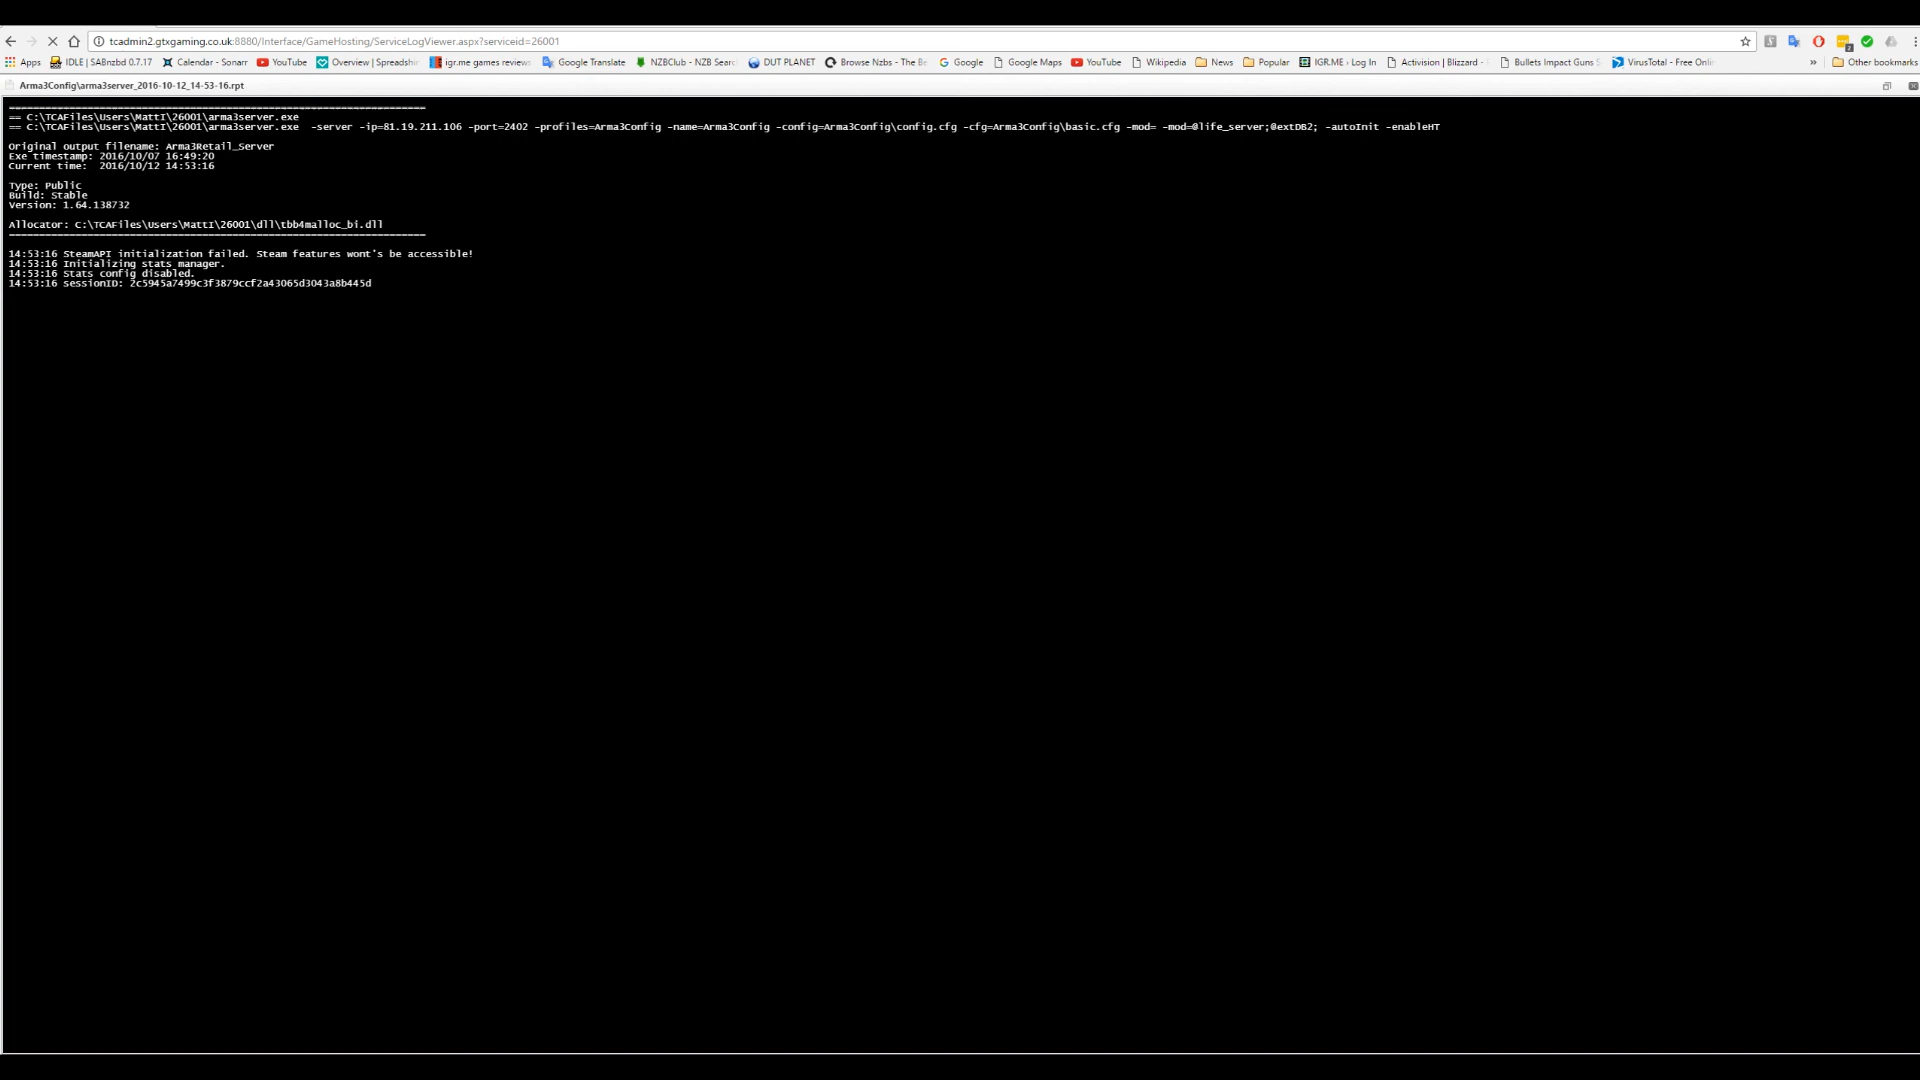 tcadmin2.gtxgaming.co.uk:8880/Interface/GameHosting/ServiceLogViewer.aspx?serviceid=26001
Apps IDLE | SABnzbd 0.7.17 Calendar - Sonarr YouTube Overview | Spreadshir igr.me games reviews Google Translate NZBClub - NZB Sear DUT PLANET Browse Nzbs - The Be Google Google Maps YouTube Wikipedia News Popular IGR.ME › Log In Activision | Blizzard - Bullets Impact Guns S VirusTotal - Free Onli » Other bookmarks
Arma3Config\arma3server_2016-10-12_14-53-16.rpt
=====================================================================
== C:\TCAFiles\Users\MattI\26001\arma3server.exe
== C:\TCAFiles\Users\MattI\26001\arma3server.exe -server -ip=81.19.211.106 -port=2402 -profiles=Arma3Config -name=Arma3Config -config=Arma3Config\config.cfg -cfg=Arma3Config\basic.cfg -mod= -mod=@life_server;@extDB2; -autoInit -enableHT
Original output filename: Arma3Retail_Server
Exe timestamp: 2016/10/07 16:49:20
Current time: 2016/10/12 14:53:16
Type: Public
Build: Stable
Version: 1.64.138732
Allocator: C:\TCAFiles\Users\MattI\26001\dll\tbb4malloc_bi.dll
=====================================================================
14:53:16 SteamAPI initialization failed. Steam features wont's be accessible!
14:53:16 Initializing stats manager.
14:53:16 Stats config disabled.
14:53:16 sessionID: 2c5945a7499c3f3879ccf2a43065d3043a8b445d